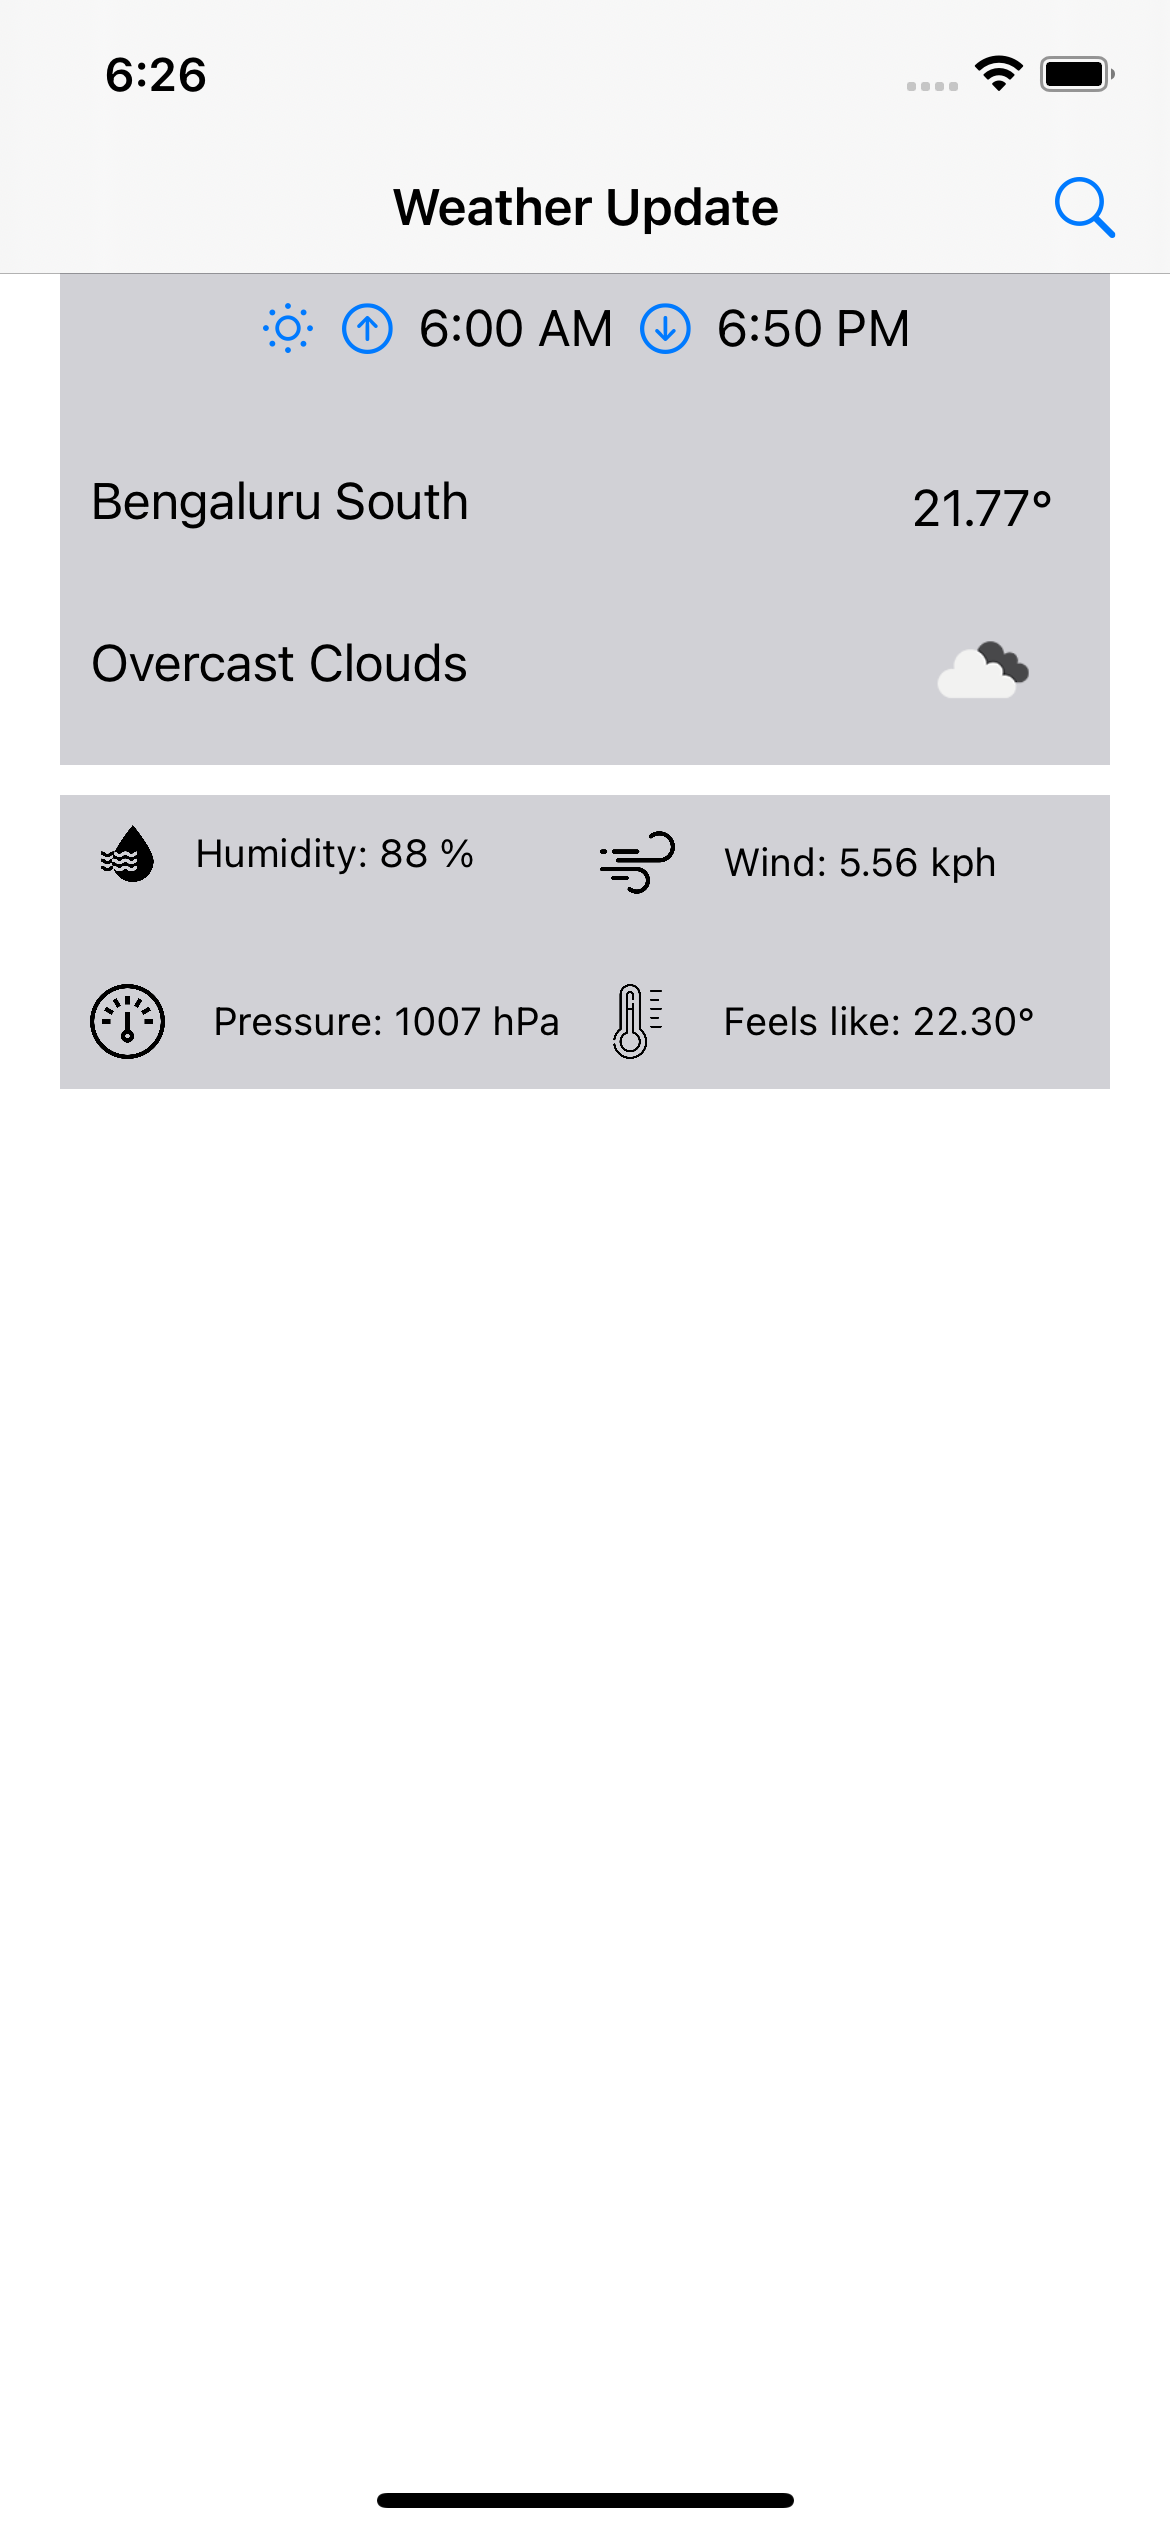 6:26
Weather Update
6:00 AM 6:50 PM
Bengaluru South 21.77°
Overcast Clouds
Humidity: 88 % Wind: 5.56 kph
Pressure: 1007 hPa Feels like: 22.30°